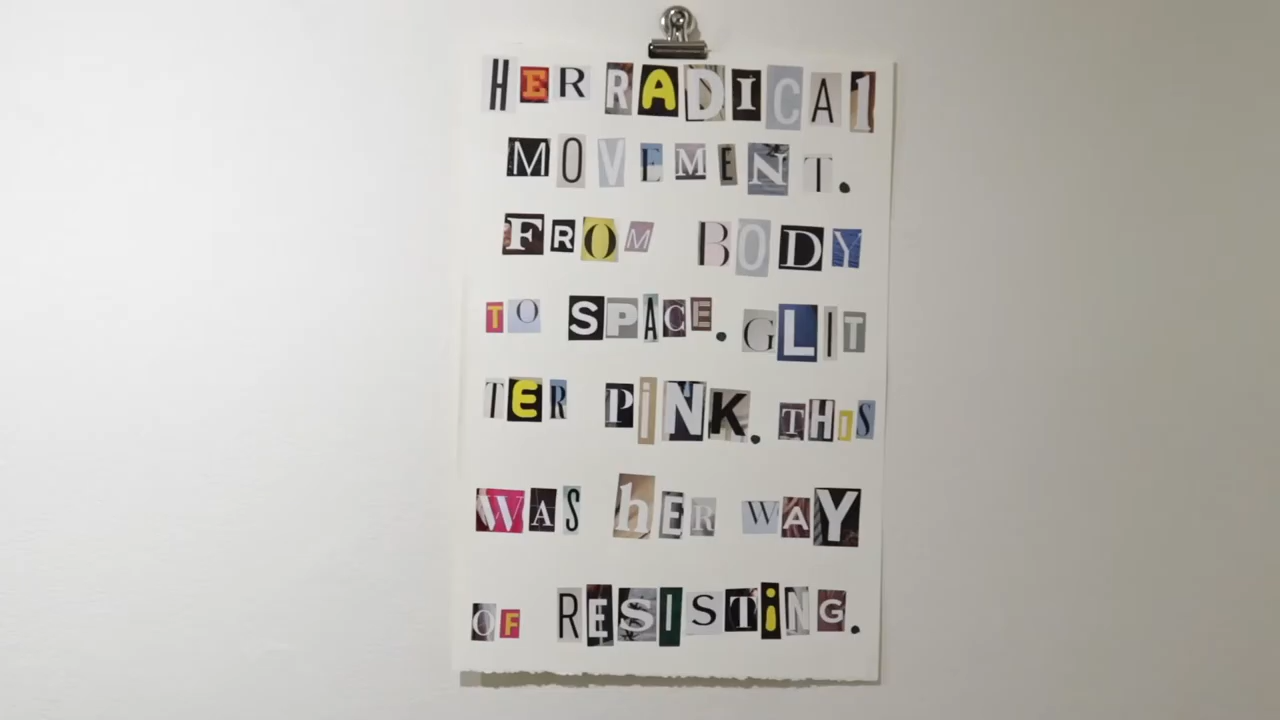 HER RADICAl
MOVEMENT.
FROM BODY
TO SPACE. GLIT
TER PiNK. THIS
WAS hER WAY
OF RESISTiNG.